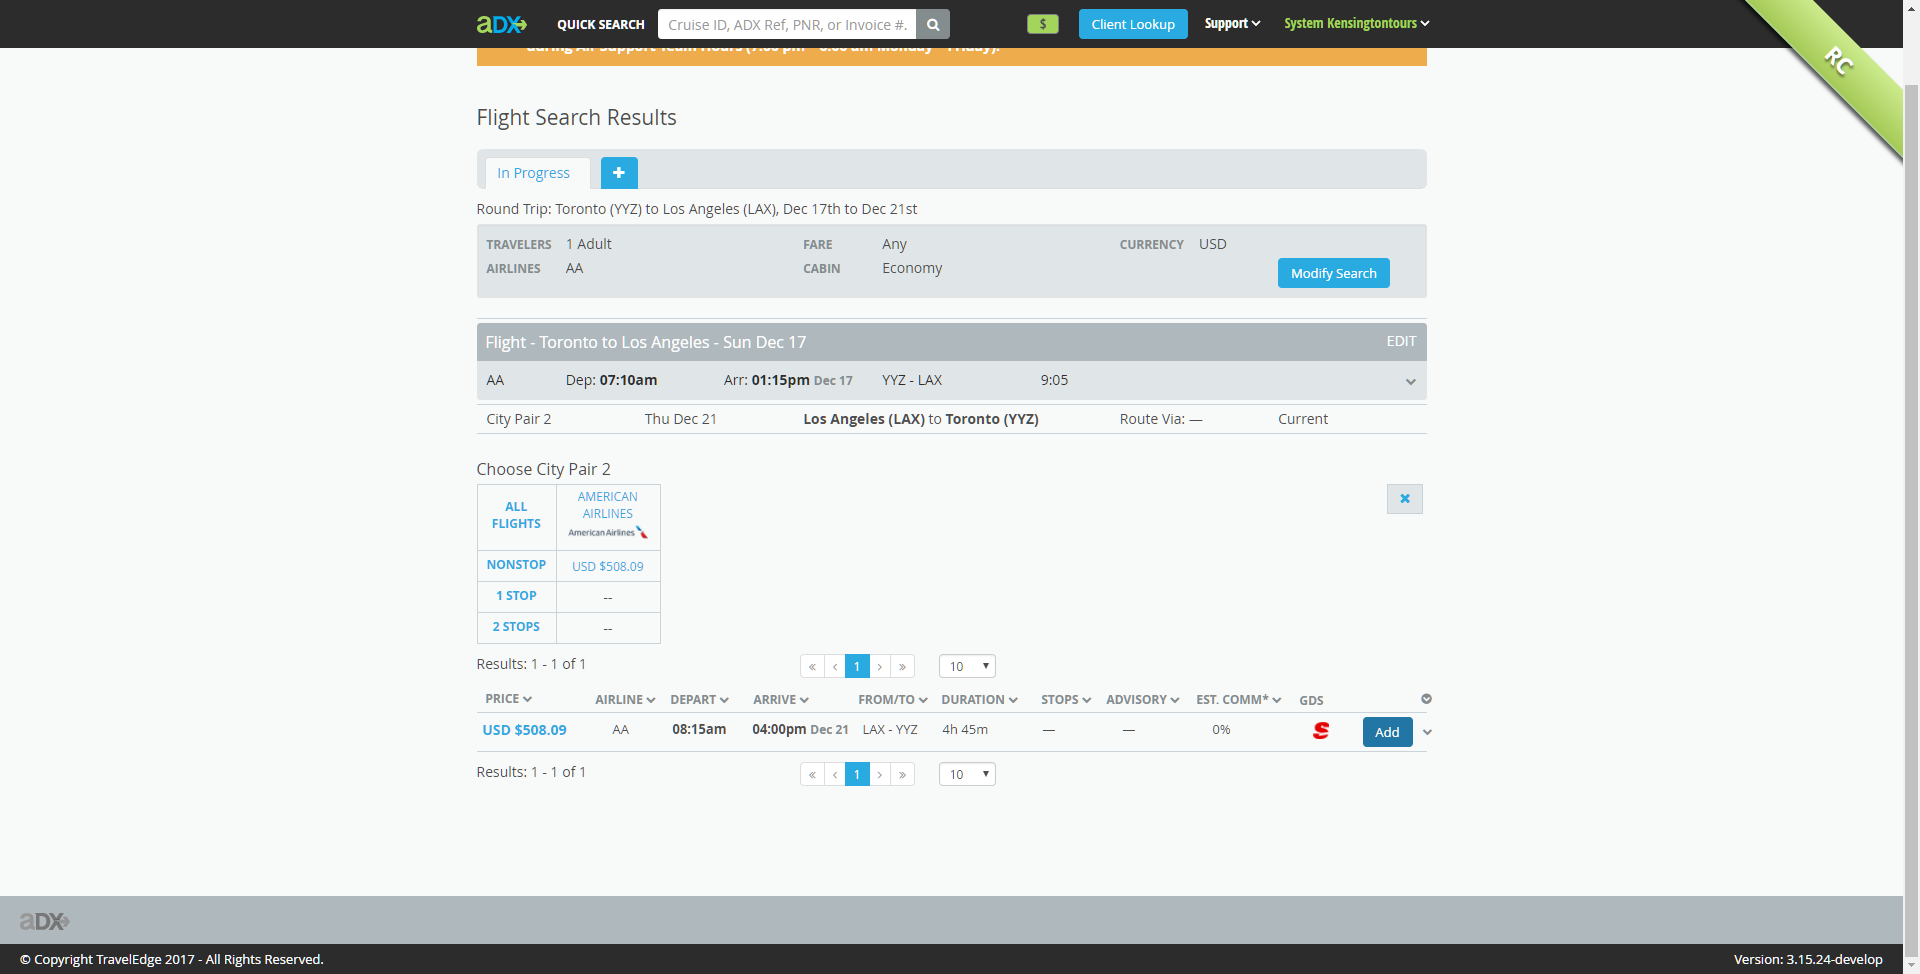 aDX QUICK SEARCH Cruise ID, ADX Ref, PNR, or Invoice #. $ Client Lookup Support System Kensingtontours
RC
during Air Support Team Hours (7:00 pm - 8:00 am Monday - Friday).
Flight Search Results
In Progress +
Round Trip: Toronto (YYZ) to Los Angeles (LAX), Dec 17th to Dec 21st
TRAVELERS 1 Adult FARE Any CURRENCY USD
AIRLINES AA CABIN Economy
Modify Search
Flight - Toronto to Los Angeles - Sun Dec 17 EDIT
AA Dep: 07:10am Arr: 01:15pm Dec 17 YYZ - LAX 9:05
City Pair 2 Thu Dec 21 Los Angeles (LAX) to Toronto (YYZ) Route Via: — Current
Choose City Pair 2
ALL FLIGHTS
AMERICAN
AIRLINES
American Airlines
NONSTOP USD $508.09
1 STOP --
2 STOPS --
Results: 1 - 1 of 1 « ‹ 1 › » 10
PRICE AIRLINE DEPART ARRIVE FROM/TO DURATION STOPS ADVISORY EST. COMM* GDS
USD $508.09 AA 08:15am 04:00pm Dec 21 LAX - YYZ 4h 45m — — 0% S Add
Results: 1 - 1 of 1 « ‹ 1 › » 10
aDX
© Copyright TravelEdge 2017 - All Rights Reserved. Version: 3.15.24-develop